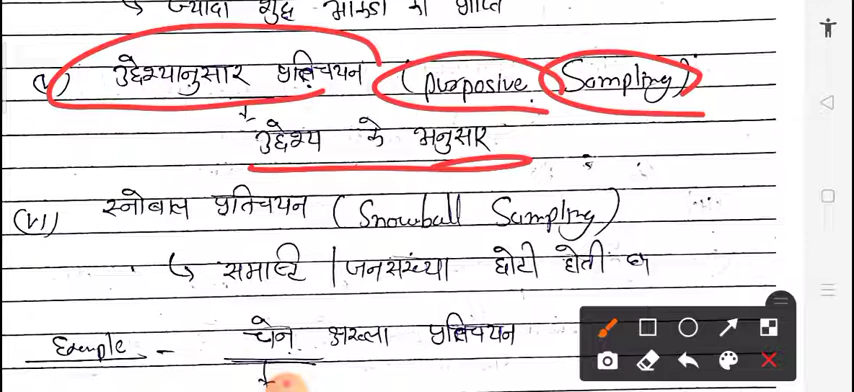 ↳ ज्यादा शुद्ध आंकडो की प्राप्ति
(V) उद्देश्यानुसार प्रतिचयन (purposive Sampling)
उद्देश्य के अनुसार
(VI) स्नोबाल प्रतिचयन (Snowball Sampling)
↳ समष्टि / जनसंख्या छोटी होती
Example - चेन श्रृंखला प्रतिचयन